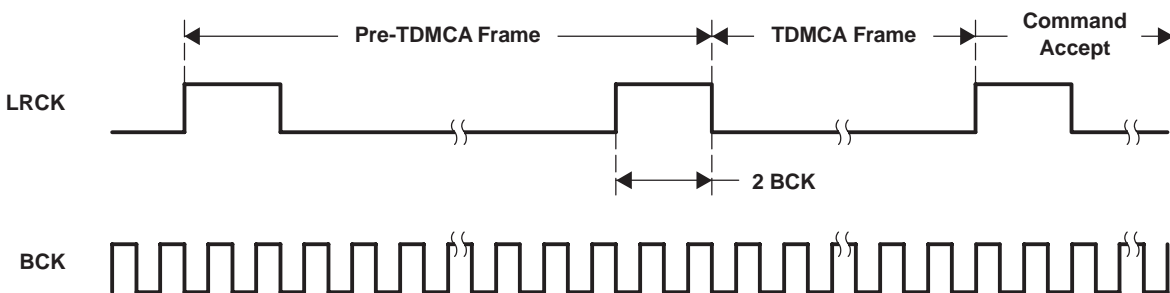 Pre-TDMCA Frame
TDMCA Frame
Command
Accept
LRCK
2 BCK
BCK